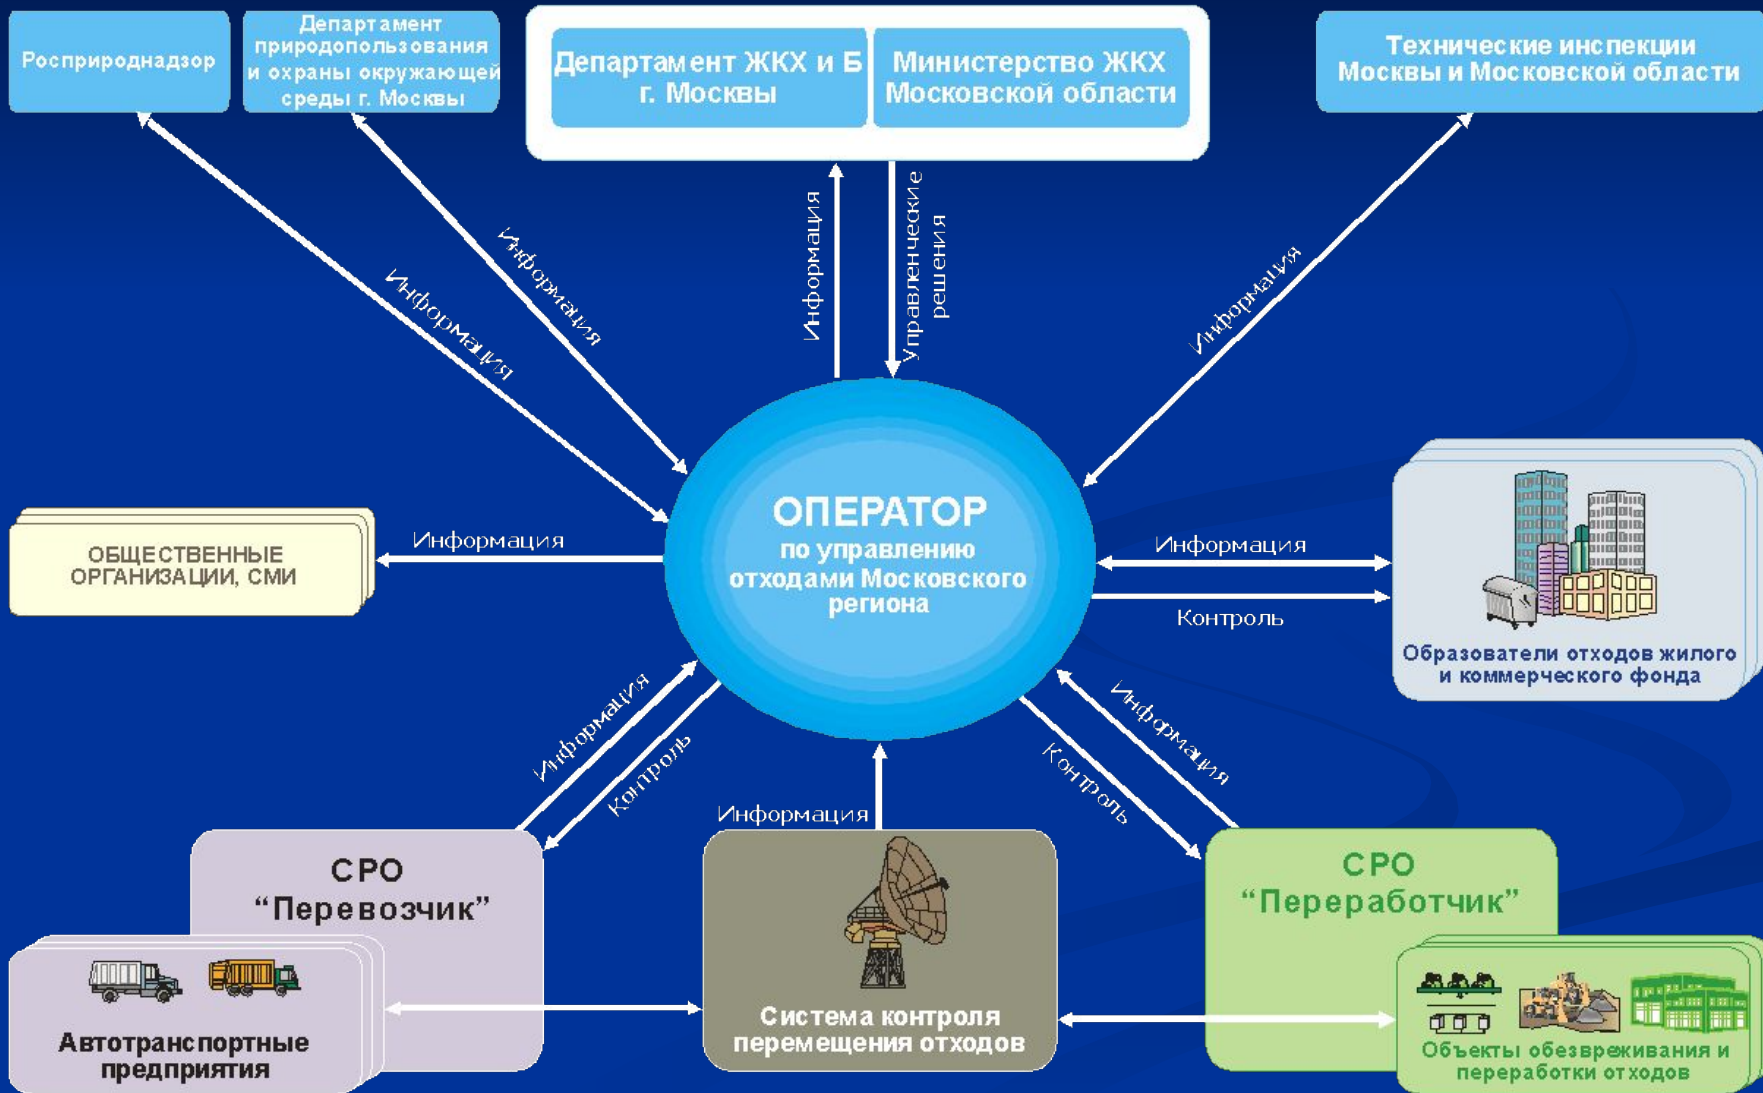 Росприроднадзор
Департамент
природопользования
и охраны окружающей
среды г. Москвы
Департамент ЖКХ и Б
г. Москвы
Министерство ЖКХ
Московской области
Технические инспекции
Москвы и Московской области
Информация
Информация
Информация
Управленческие
решения
Информация
ОПЕРАТОР
по управлению
отходами Московского
региона
ОБЩЕСТВЕННЫЕ
ОРГАНИЗАЦИИ, СМИ
Информация
Информация
Контроль
Образователи отходов жилого
и коммерческого фонда
Информация
Контроль
Информация
Контроль
Информация
СРО
“Перевозчик”
Автотранспортные
предприятия
Система контроля
перемещения отходов
СРО
“Переработчик”
Объекты обезвреживания и
переработки отходов